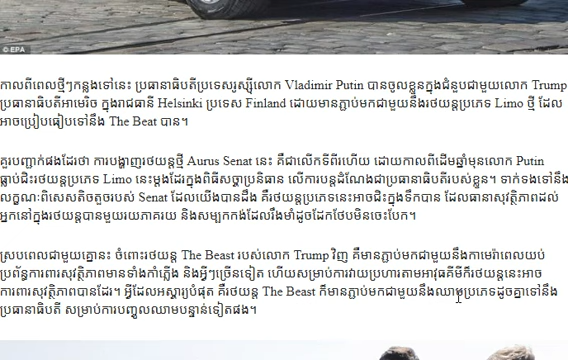 © EPA
កាលពីពេលថ្មីៗកន្លងទៅនេះ ប្រធានាធិបតីប្រទេសរុស្ស៊ីលោក Vladimir Putin បានចូលខ្លួនក្នុងជំនួបជាមួយលោក Trump
ប្រធានាធិបតីអាមេរិច ក្នុងរាជធានី Helsinki ប្រទេស Finland ដោយមានភ្ជាប់មកជាមួយនឹងរថយន្តប្រភេទ Limo ថ្មី ដែល
អាចប្រៀបធៀបទៅនឹង The Beat បាន។
គួរបញ្ជាក់ផងដែរថា ការបង្ហាញរថយន្តថ្មី Aurus Senat នេះ គឺជាលើកទីពីរហើយ ដោយកាលពីដើមឆ្នាំមុនលោក Putin
ធ្លាប់ជិះរថយន្តប្រភេទ Limo នេះម្តងដែរក្នុងពិធីសច្ចាប្រណិធាន លើការបន្តដំណែងជាប្រធានាធិបតីរបស់ខ្លួន។ ទាក់ទងទៅនឹង
លក្ខណៈពិសេសតិចតួចរបស់ Senat ដែលយើងបានដឹង គឺរថយន្តប្រភេទនេះអាចជិះក្នុងទឹកបាន ដែលធានាសុវត្ថិភាពដល់
អ្នកនៅក្នុងរថយន្តបានមួយរយភាគរយ និងសម្បកកង់ដែលរឹងមាំដូចដែកថែបមិនចេះបែក។
ស្របពេលជាមួយគ្នានេះ ចំពោះរថយន្ត The Beast របស់លោក Trump វិញ គឺមានភ្ជាប់មកជាមួយនឹងកាមេរ៉ាពេលយប់
ប្រព័ន្ធការពារសុវត្ថិភាពមានទាំងកាំភ្លើង និងអ្វីៗច្រើនទៀត ហើយសម្រាប់ការវាយប្រហារតាមអាវុធគីមីក៏រថយន្តនេះអាច
ការពារសុវត្ថិភាពបានដែរ។ អ្វីដែលអស្ចារ្យបំផុត គឺរថយន្ត The Beast ក៏មានភ្ជាប់មកជាមួយនឹងឈាមប្រភេទដូចគ្នាទៅនឹង
ប្រធានាធិបតី សម្រាប់ការបញ្ចូលឈាមបន្ទាន់ទៀតផង។